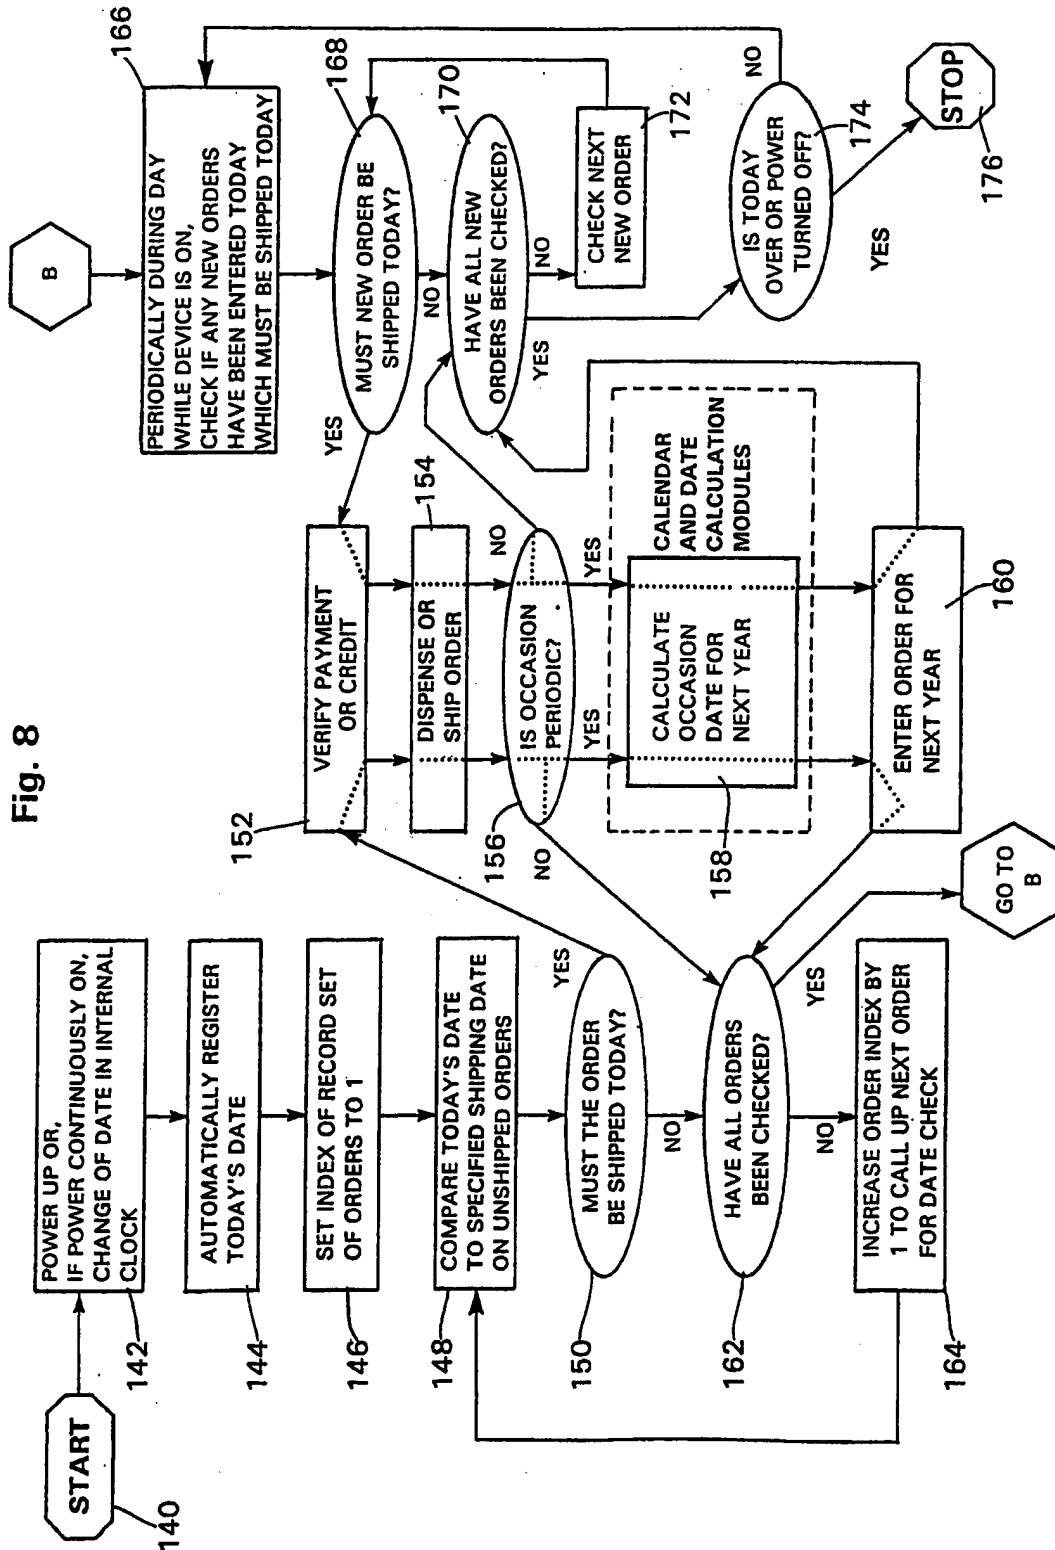 Fig. 8
START
140
POWER UP OR,
IF POWER CONTINUOUSLY ON,
CHANGE OF DATE IN INTERNAL
CLOCK
142
AUTOMATICALLY REGISTER
TODAY'S DATE
144
SET INDEX OF RECORD SET
OF ORDERS TO 1
146
COMPARE TODAY'S DATE
TO SPECIFIED SHIPPING DATE
ON UNSHIPPED ORDERS
148
MUST THE ORDER
BE SHIPPED TODAY?
150
YES
NO
HAVE ALL ORDERS
BEEN CHECKED?
162
YES
NO
INCREASE ORDER INDEX BY
1 TO CALL UP NEXT ORDER
FOR DATE CHECK
164
GO TO
B
VERIFY PAYMENT
OR CREDIT
152
DISPENSE OR
SHIP ORDER
154
IS OCCASION
PERIODIC?
156
NO
NO
YES
YES
CALCULATE
OCCASION
DATE FOR
NEXT YEAR
158
CALENDAR
AND DATE
CALCULATION
MODULES
ENTER ORDER FOR
NEXT YEAR
160
B
PERIODICALLY DURING DAY
WHILE DEVICE IS ON,
CHECK IF ANY NEW ORDERS
HAVE BEEN ENTERED TODAY
WHICH MUST BE SHIPPED TODAY
166
MUST NEW ORDER BE
SHIPPED TODAY?
168
YES
NO
HAVE ALL NEW
ORDERS BEEN CHECKED?
170
YES
NO
CHECK NEXT
NEW ORDER
172
IS TODAY
OVER OR POWER
TURNED OFF?
174
NO
YES
STOP
176